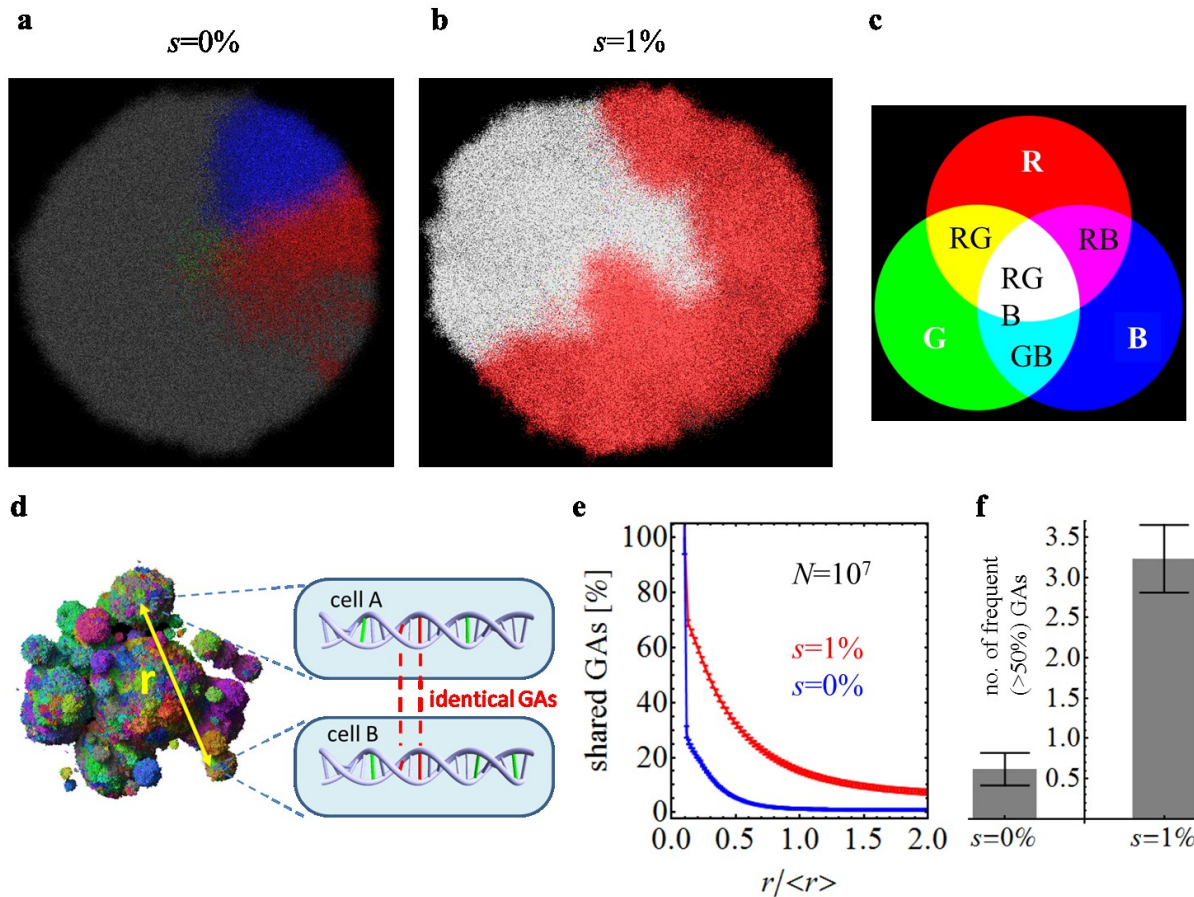 a
s=0%
b
s=1%
c
R
RG
RB
RG
B
G
GB
B
d
r
cell A
identical GAs
cell B
e
shared GAs [%]
100
80
60
40
20
0
N=10⁷
s=1%
s=0%
0.0 0.5 1.0 1.5 2.0
r/<r>
f
no. of frequent
(>50%) GAs
3.5
3.0
2.5
2.0
1.5
1.0
0.5
s=0% s=1%